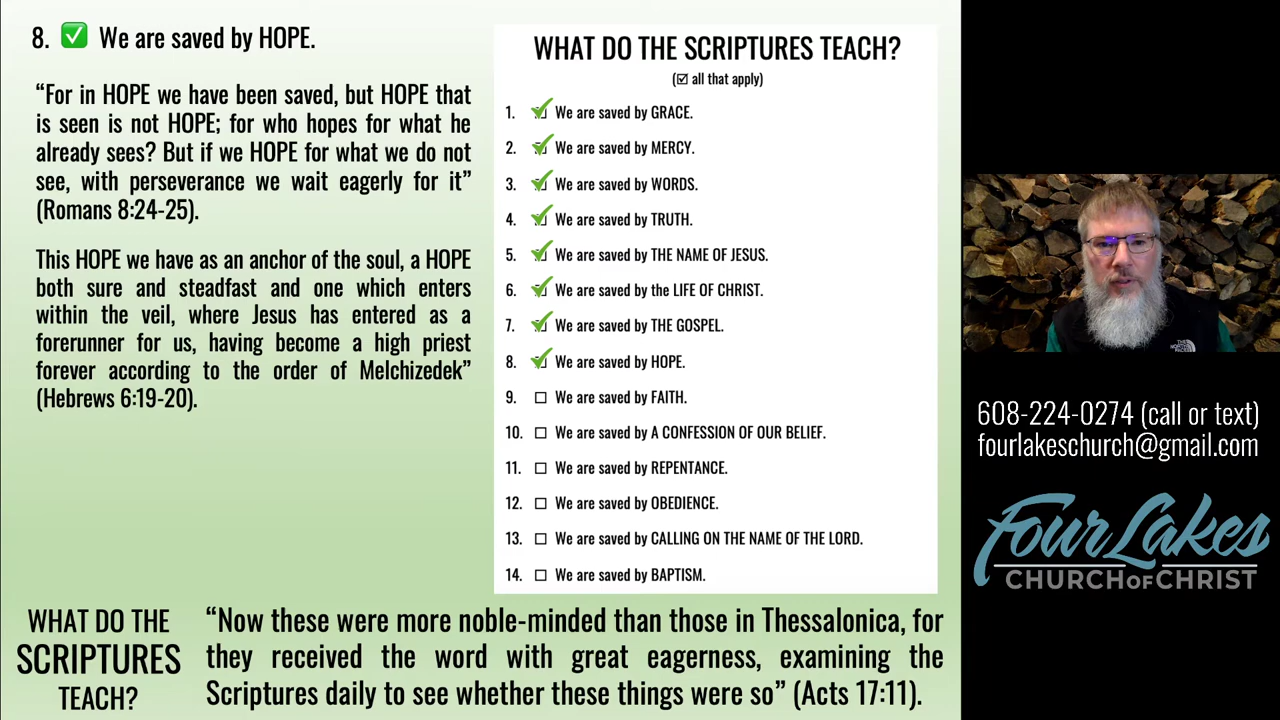 8. ✅ We are saved by HOPE.
“For in HOPE we have been saved, but HOPE that
is seen is not HOPE; for who hopes for what he
already sees? But if we HOPE for what we do not
see, with perseverance we wait eagerly for it”
(Romans 8:24-25).
This HOPE we have as an anchor of the soul, a HOPE
both sure and steadfast and one which enters
within the veil, where Jesus has entered as a
forerunner for us, having become a high priest
forever according to the order of Melchizedek”
(Hebrews 6:19-20).
WHAT DO THE SCRIPTURES TEACH?
(☑ all that apply)
1. ☑ We are saved by GRACE.
2. ☑ We are saved by MERCY.
3. ☑ We are saved by WORDS.
4. ☑ We are saved by TRUTH.
5. ☑ We are saved by THE NAME OF JESUS.
6. ☑ We are saved by the LIFE OF CHRIST.
7. ☑ We are saved by THE GOSPEL.
8. ☑ We are saved by HOPE.
9. ☐ We are saved by FAITH.
10. ☐ We are saved by A CONFESSION OF OUR BELIEF.
11. ☐ We are saved by REPENTANCE.
12. ☐ We are saved by OBEDIENCE.
13. ☐ We are saved by CALLING ON THE NAME OF THE LORD.
14. ☐ We are saved by BAPTISM.
WHAT DO THE
SCRIPTURES
TEACH?
“Now these were more noble-minded than those in Thessalonica, for
they received the word with great eagerness, examining the
Scriptures daily to see whether these things were so” (Acts 17:11).
THE NORTH FACE
608-224-0274 (call or text)
fourlakeschurch@gmail.com
Four Lakes
CHURCH OF CHRIST